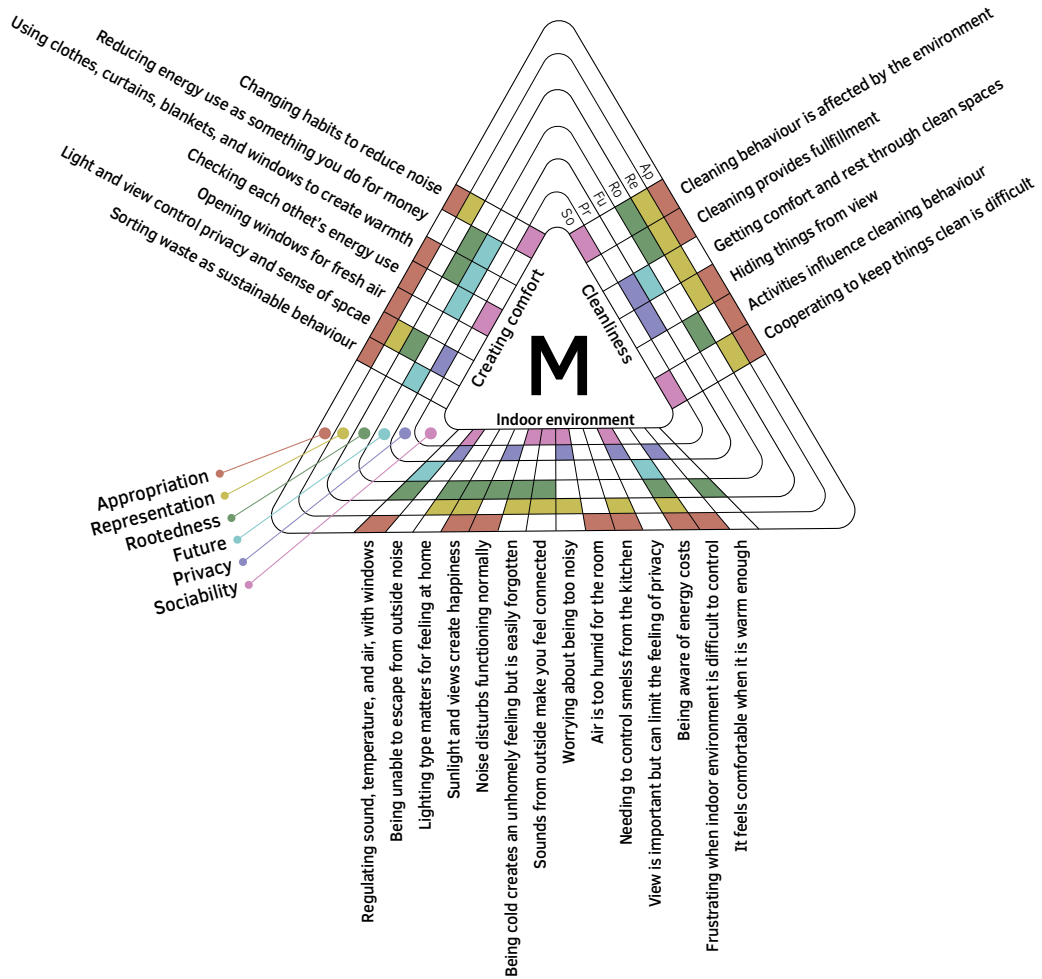 Changing habits to reduce noise
Reducing energy use as something you do for money
Using clothes, curtains, blankets, and windows to create warmth
Checking each othet's energy use
Opening windows for fresh air
Light and view control privacy and sense of spcae
Sorting waste as sustainable behaviour
Cleaning behaviour is affected by the environment
Cleaning provides fullfillment
Getting comfort and rest through clean spaces
Hiding things from view
Activities influence cleaning behaviour
Cooperating to keep things clean is difficult
Ap
Re
Ro
Fu
Pr
So
Creating comfort
Cleanliness
M
Indoor environment
Appropriation
Representation
Rootedness
Future
Privacy
Sociability
Regulating sound, temperature, and air, with windows
Being unable to escape from outside noise
Lighting type matters for feeling at home
Sunlight and views create happiness
Noise disturbs functioning normally
Being cold creates an unhomely feeling but is easily forgotten
Sounds from outside make you feel connected
Worrying about being too noisy
Air is too humid for the room
Needing to control smelss from the kitchen
View is important but can limit the feeling of privacy
Being aware of energy costs
Frustrating when indoor environment is difficult to control
It feels comfortable when it is warm enough